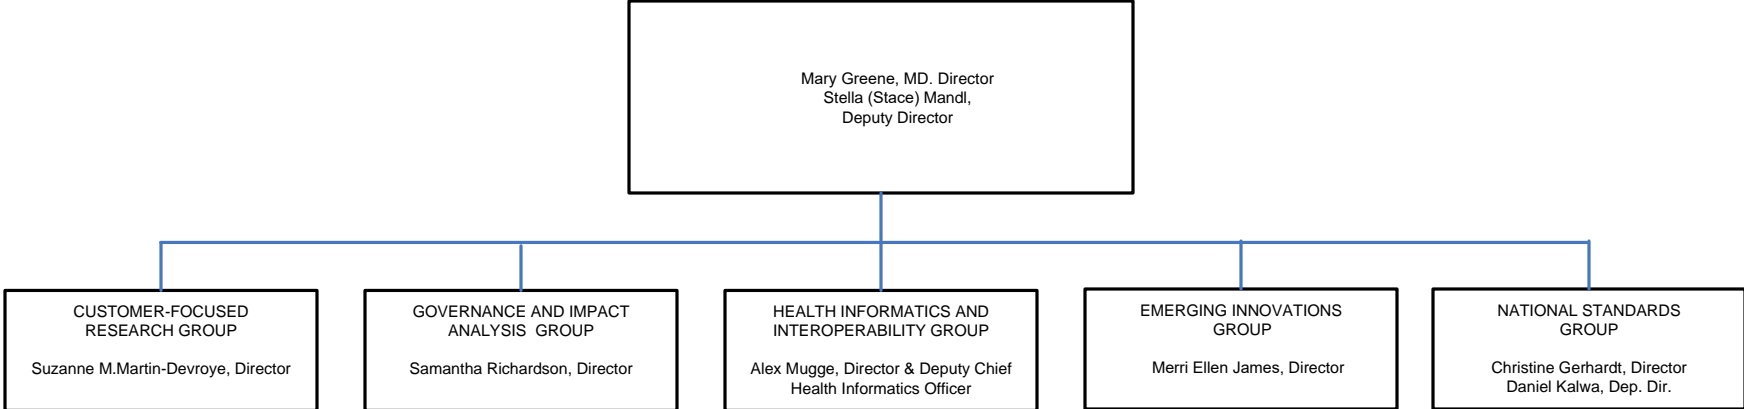 Mary Greene, MD. Director
Stella (Stace) Mandl,
Deputy Director
CUSTOMER-FOCUSED
RESEARCH GROUP
Suzanne M.Martin-Devroye, Director
GOVERNANCE AND IMPACT
ANALYSIS GROUP
Samantha Richardson, Director
HEALTH INFORMATICS AND
INTEROPERABILITY GROUP
Alex Mugge, Director & Deputy Chief
Health Informatics Officer
EMERGING INNOVATIONS
GROUP
Merri Ellen James, Director
NATIONAL STANDARDS
GROUP
Christine Gerhardt, Director
Daniel Kalwa, Dep. Dir.